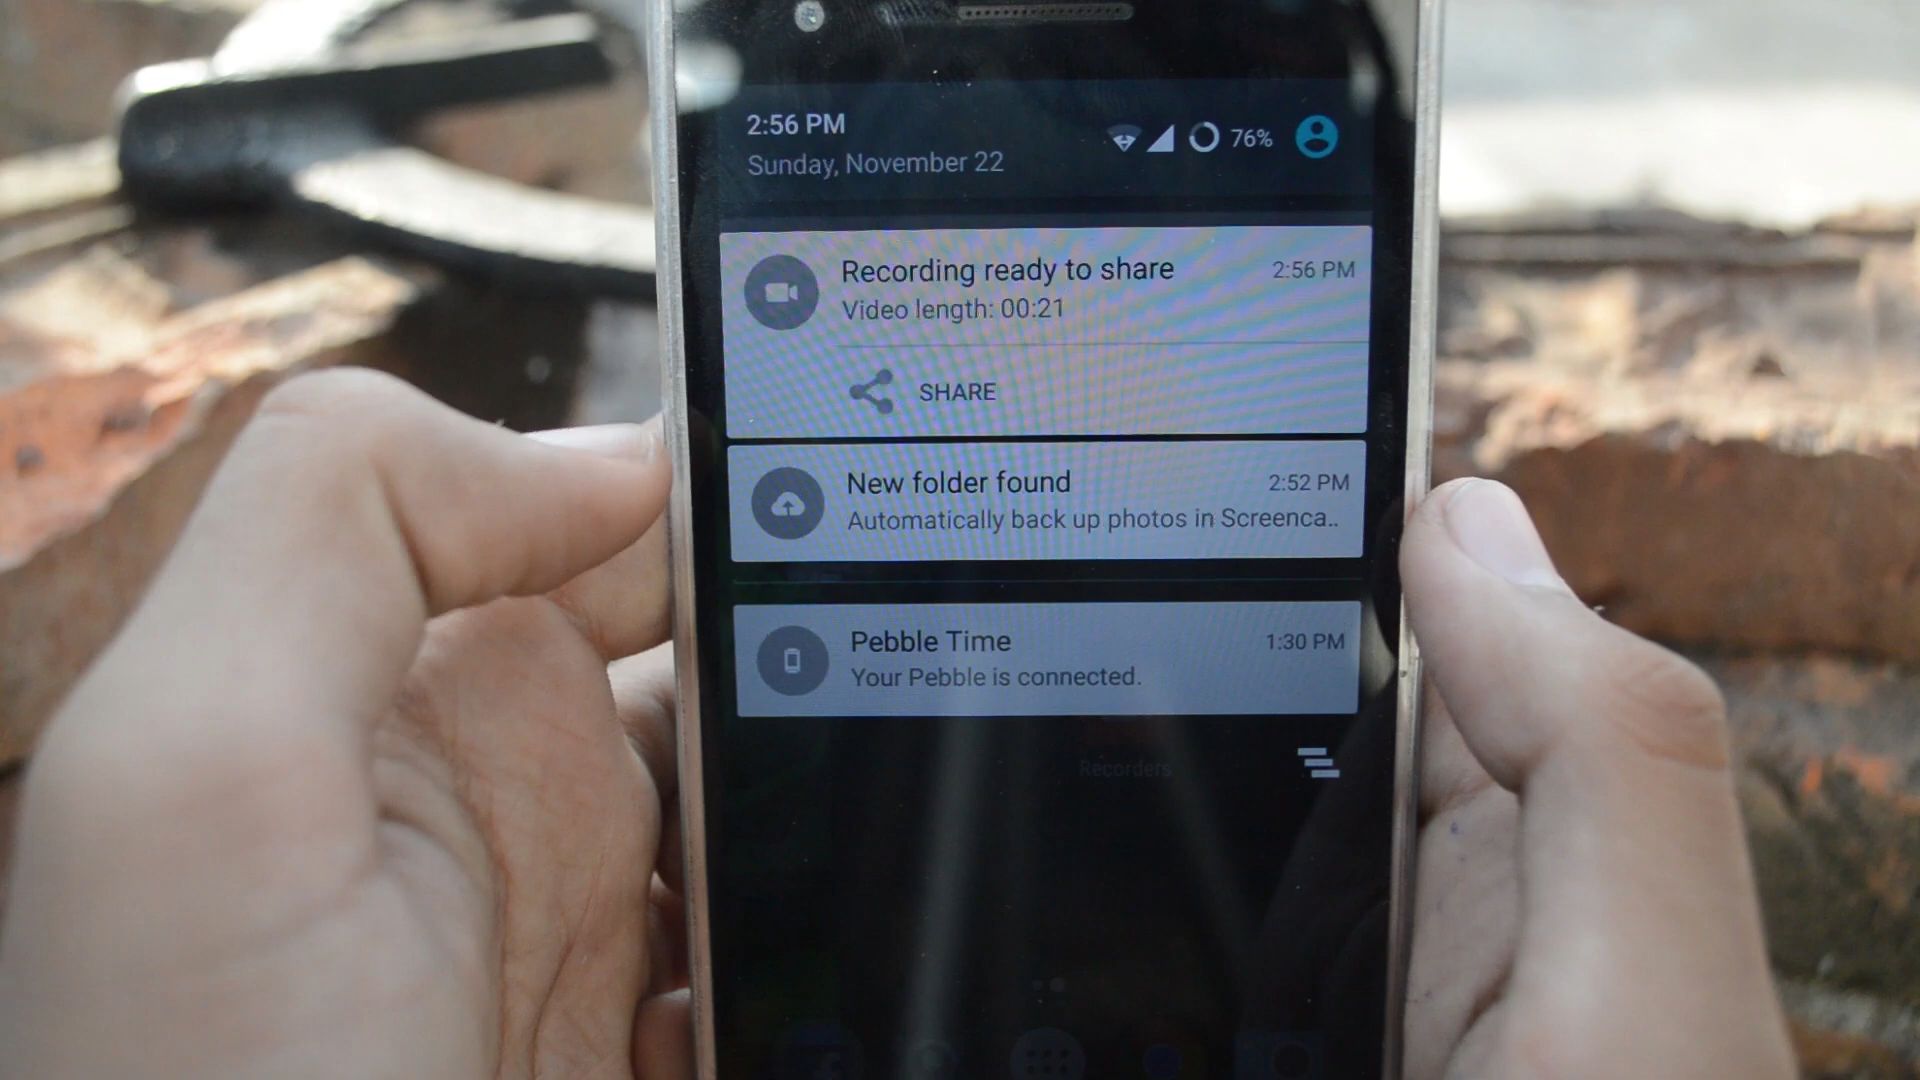 2:56 PM
76%
Sunday, November 22
Recording ready to share
2:56 PM
Video length: 00:21
SHARE
New folder found
2:52 PM
Automatically back up photos in Screenca..
Pebble Time
1:30 PM
Your Pebble is connected.
Recorders